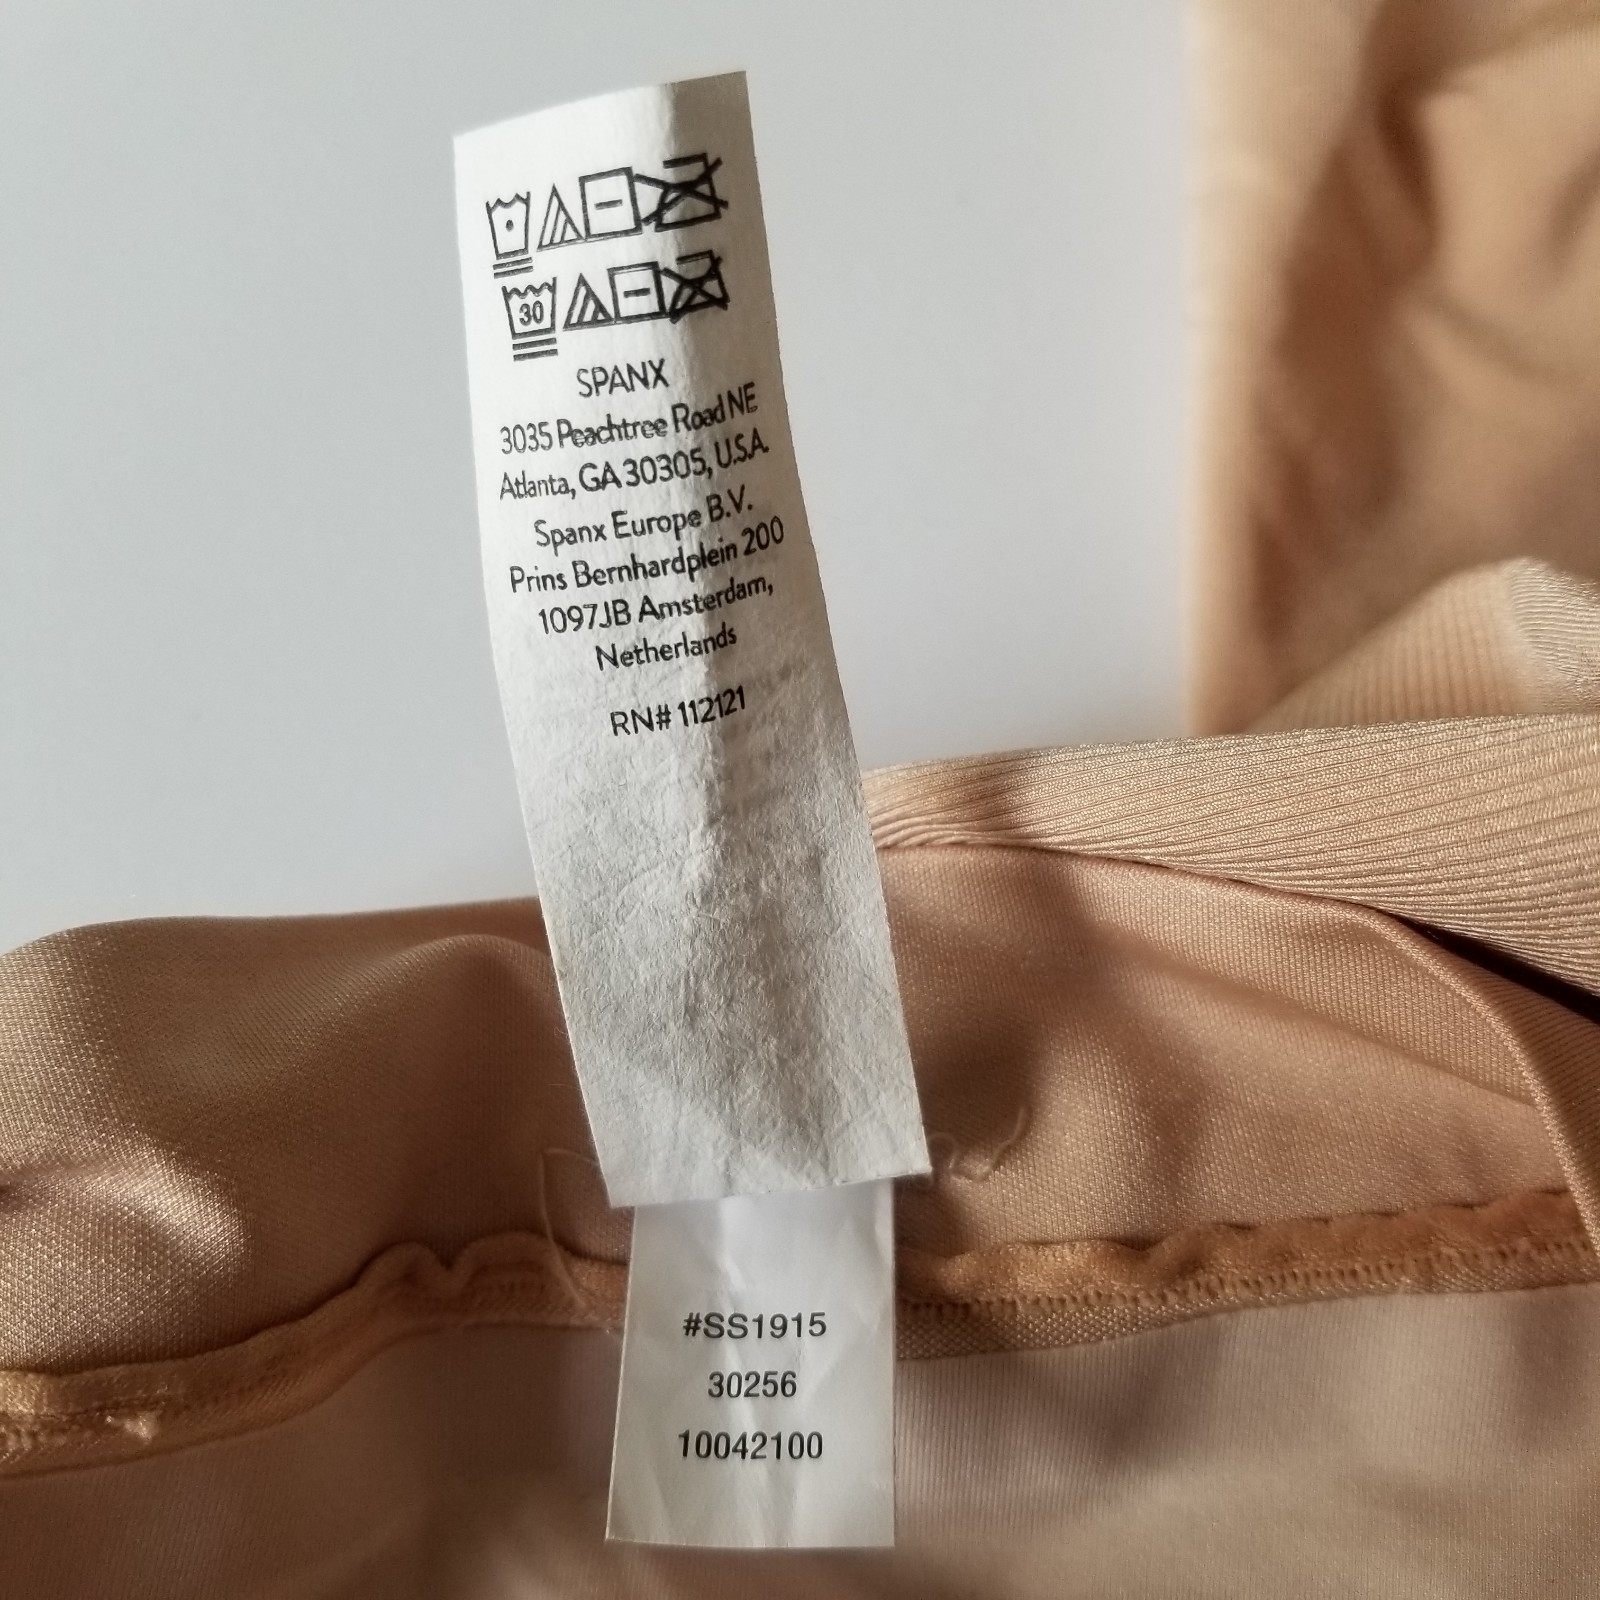 30
SPANX
3035 Peachtree Road NE
Atlanta, GA 30305, U.S.A.
Spanx Europe B.V.
Prins Bernhardplein 200
1097JB Amsterdam,
Netherlands
RN# 112121
#SS1915
30256
10042100